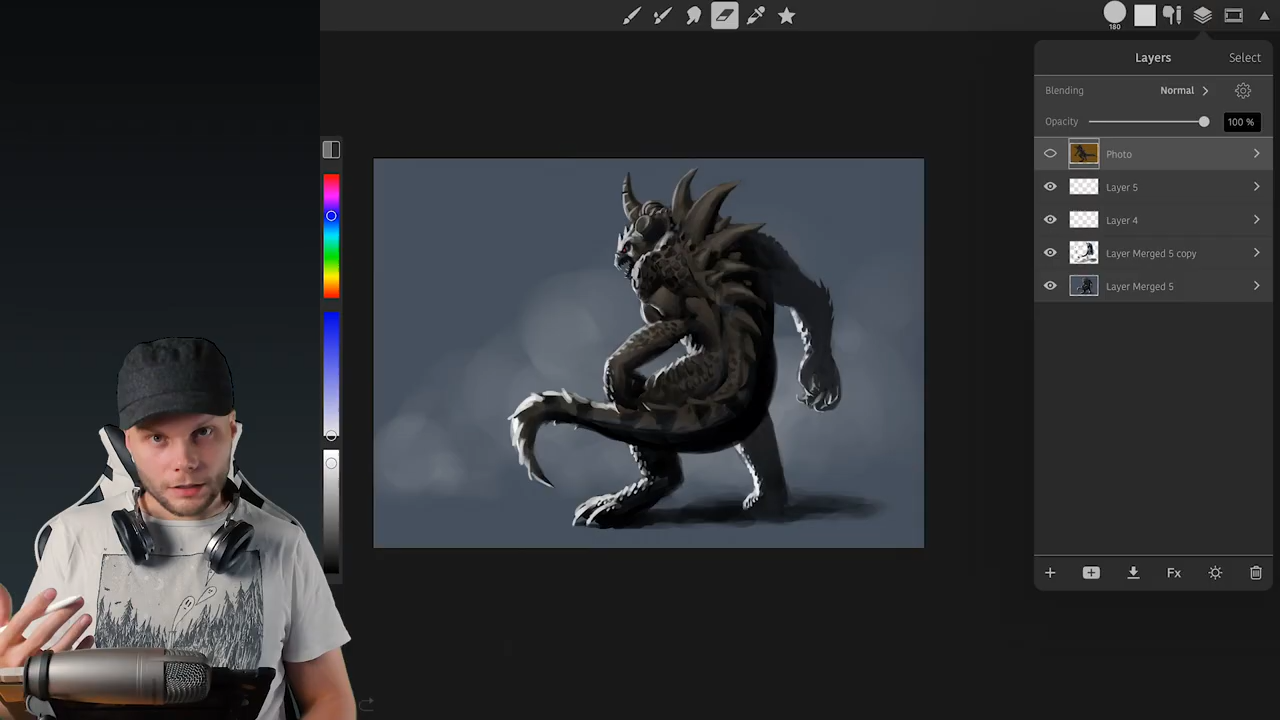 180
Layers
Select
Blending
Normal
Opacity
100 %
Photo
Layer 5
Layer 4
Layer Merged 5 copy
Layer Merged 5
Fx